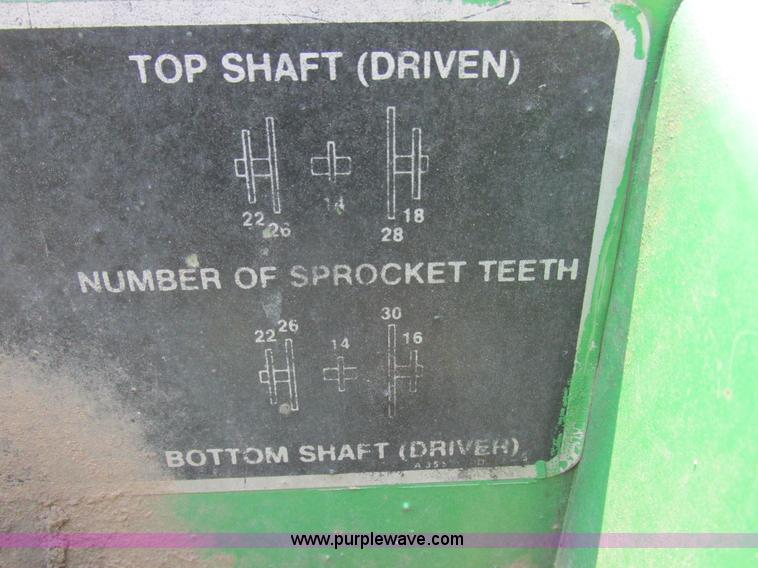 TOP SHAFT (DRIVEN)
22 26 14 28 18
NUMBER OF SPROCKET TEETH
22 26 14 30 16
BOTTOM SHAFT (DRIVER)
www.purplewave.com